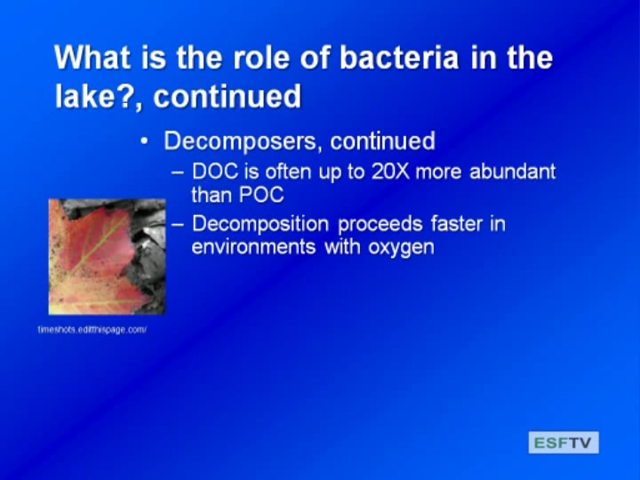 What is the role of bacteria in the
lake?, continued
• Decomposers, continued
– DOC is often up to 20X more abundant
than POC
– Decomposition proceeds faster in
environments with oxygen
timeshots.editthispage.com/
ESFTV